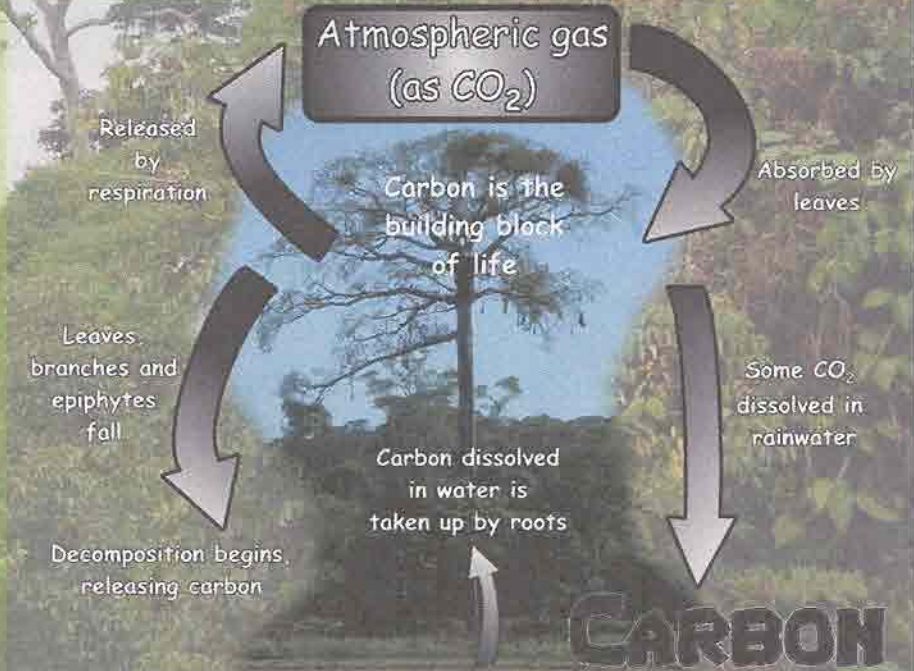 Atmospheric gas
(as CO₂)
Released
by
respiration
Absorbed by
leaves
Carbon is the
building block
of life
Leaves,
branches and
epiphytes
fall
Some CO₂
dissolved in
rainwater
Carbon dissolved
in water is
taken up by roots
Decomposition begins,
releasing carbon
CARBON